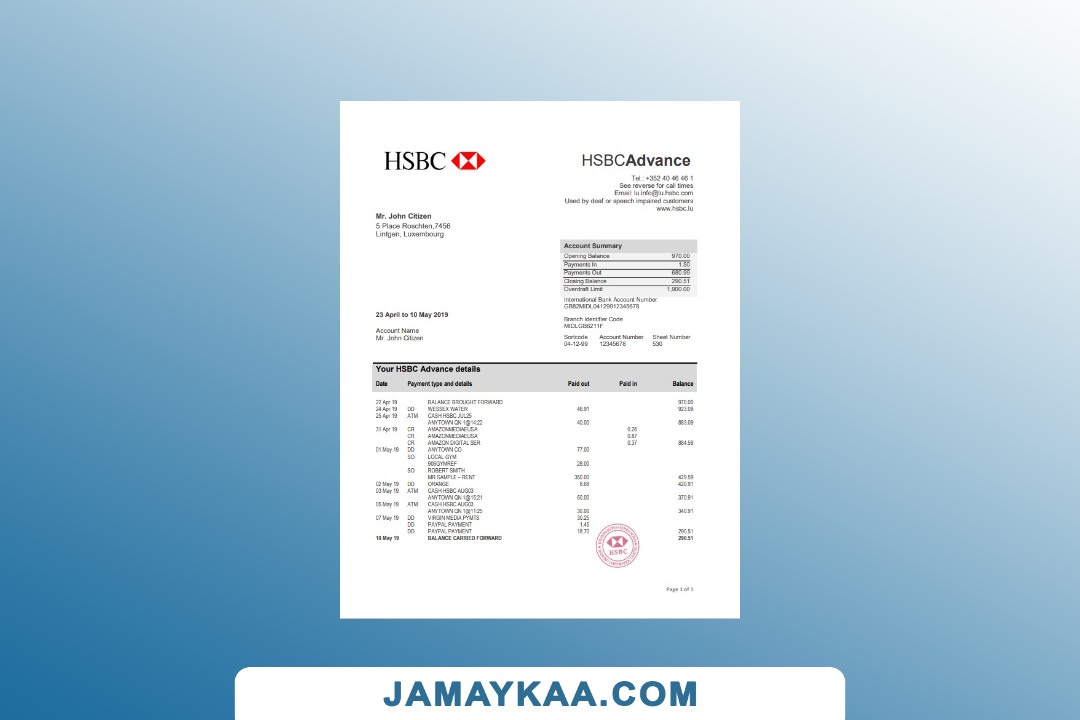 HSBC
HSBCAdvance
Tel.: +352 40 46 46 1
See reverse for call times
Email: lu.info@lu.hsbc.com
Used by deaf or speech impaired customers
www.hsbc.lu
Mr. John Citizen
5 Place Roschten,7456
Lintgen, Luxembourg
Account Summary
Opening Balance 970.00
Payments In 1.50
Payments Out 680.99
Closing Balance 290.51
Overdraft Limit 1,900.00
International Bank Account Number
GB82MIDL04129912345678
Branch Identifier Code
MIDLGB6211F
23 April to 10 May 2019
Account Name
Mr. John Citizen
Sortcode Account Number Sheet Number
04-12-99 12345678 530
Your HSBC Advance details
Date Payment type and details Paid out Paid in Balance
22 Apr 19 BALANCE BROUGHT FORWARD 970.00
24 Apr 19 DD WESSEX WATER 46.91 923.09
25 Apr 19 ATM CASH HSBC JUL25
ANYTOWN QN 1@14:22 40.00 883.09
31 Apr 19 CR AMAZONMEDIAEUSA 0.26
CR AMAZONMEDIAEUSA 0.87
CR AMAZON DIGITAL SER 0.37 884.59
01 May 19 DD ANYTOWN CO 77.00
SO LOCAL GYM
905GYMREF 28.00
SO ROBERT SMITH
MR SAMPLE – RENT 350.00 429.59
02 May 19 DD ORANGE 8.68 420.91
03 May 19 ATM CASH HSBC AUG03
ANYTOWN QN 1@10:21 50.00 370.91
05 May 19 ATM CASH HSBC AUG03
ANYTOWN QN 1@11:25 30.00 340.91
07 May 19 DD VIRGIN MEDIA PYMTS 30.25
DD PAYPAL PAYMENT 1.45
DD PAYPAL PAYMENT 18.70 290.51
10 May 19 BALANCE CARRIED FORWARD 290.51
HSBC
Page 1 of 5
JAMAYKAA.COM